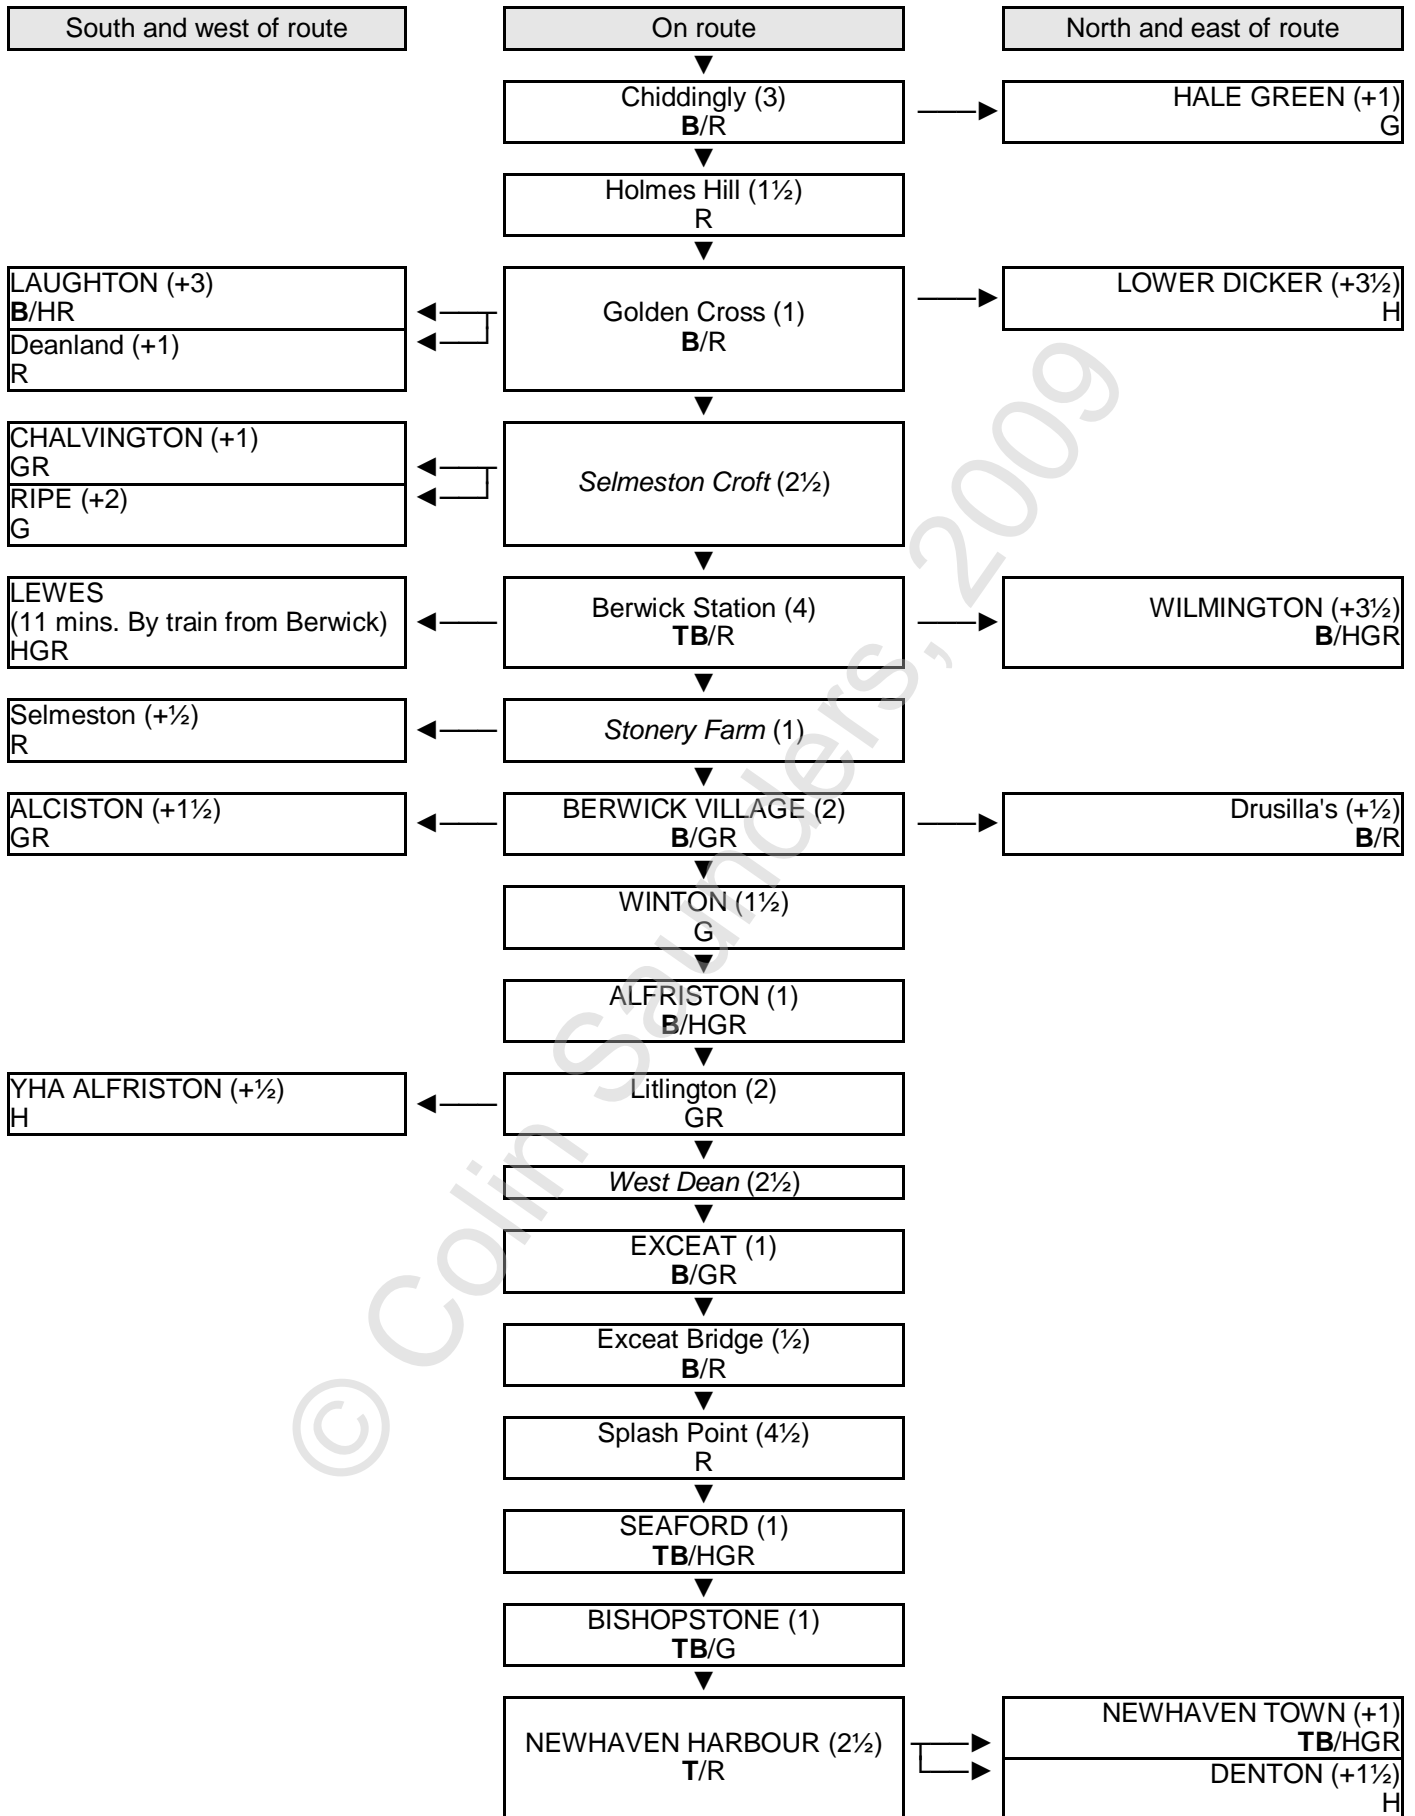 South and west of route
On route
North and east of route
Chiddingly (3)
B/R
HALE GREEN (+1)
G
Holmes Hill (1½)
R
LAUGHTON (+3)
B/HR
Deanland (+1)
R
Golden Cross (1)
B/R
LOWER DICKER (+3½)
H
CHALVINGTON (+1)
GR
RIPE (+2)
G
Selmeston Croft (2½)
LEWES
(11 mins. By train from Berwick)
HGR
Berwick Station (4)
TB/R
WILMINGTON (+3½)
B/HGR
Selmeston (+½)
R
Stonery Farm (1)
ALCISTON (+1½)
GR
BERWICK VILLAGE (2)
B/GR
Drusilla's (+½)
B/R
WINTON (1½)
G
ALFRISTON (1)
B/HGR
YHA ALFRISTON (+½)
H
Litlington (2)
GR
West Dean (2½)
EXCEAT (1)
B/GR
Exceat Bridge (½)
B/R
Splash Point (4½)
R
SEAFORD (1)
TB/HGR
BISHOPSTONE (1)
TB/G
NEWHAVEN HARBOUR (2½)
T/R
NEWHAVEN TOWN (+1)
TB/HGR
DENTON (+1½)
H
© Colin Saunders, 2009